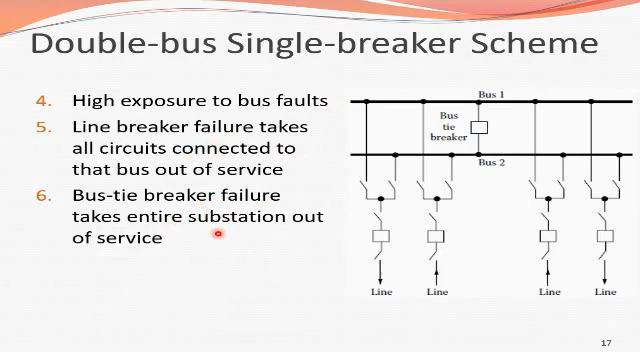 Double-bus Single-breaker Scheme
4. High exposure to bus faults
5. Line breaker failure takes
all circuits connected to
that bus out of service
6. Bus-tie breaker failure
takes entire substation out
of service
Bus 1
Bus
tie
breaker
Bus 2
Line
Line
Line
Line
17